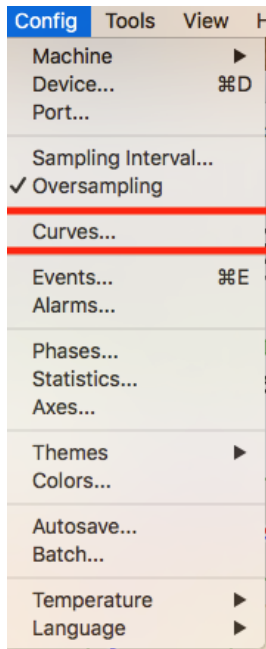 Config Tools View H
Machine ▶
Device... ⌘D
Port...
Sampling Interval...
✓ Oversampling
Curves...
Events... ⌘E
Alarms...
Phases...
Statistics...
Axes...
Themes ▶
Colors...
Autosave...
Batch...
Temperature ▶
Language ▶